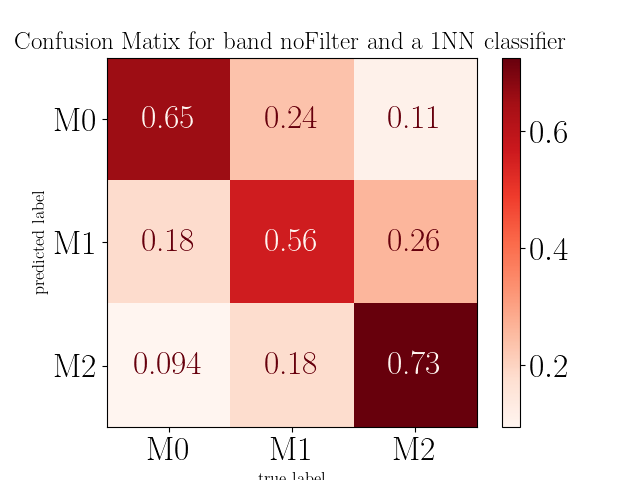 Confusion Matix for band noFilter and a 1NN classifier
M0 0.65 0.24 0.11
M1 0.18 0.56 0.26
M2 0.094 0.18 0.73
M0 M1 M2
predicted label
true label
0.6
0.4
0.2